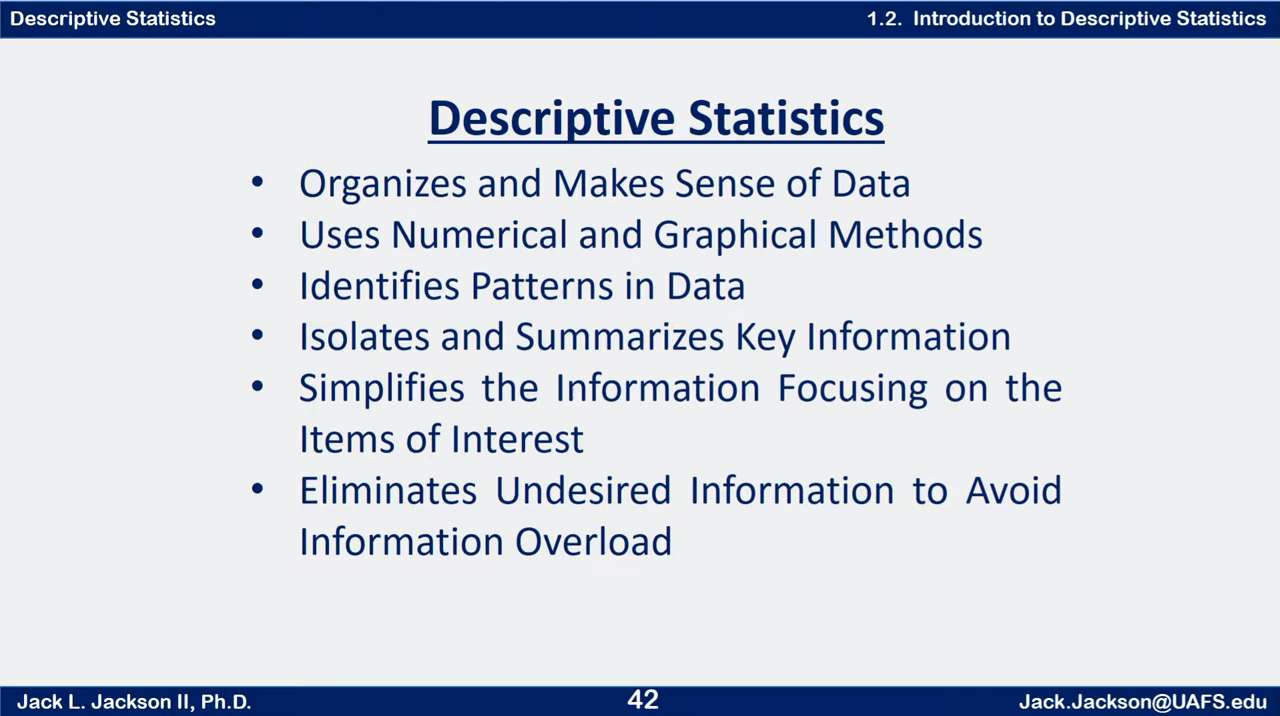 Descriptive Statistics
1.2. Introduction to Descriptive Statistics
Descriptive Statistics
• Organizes and Makes Sense of Data
• Uses Numerical and Graphical Methods
• Identifies Patterns in Data
• Isolates and Summarizes Key Information
• Simplifies the Information Focusing on the
Items of Interest
• Eliminates Undesired Information to Avoid
Information Overload
Jack L. Jackson II, Ph.D.
42
Jack.Jackson@UAFS.edu